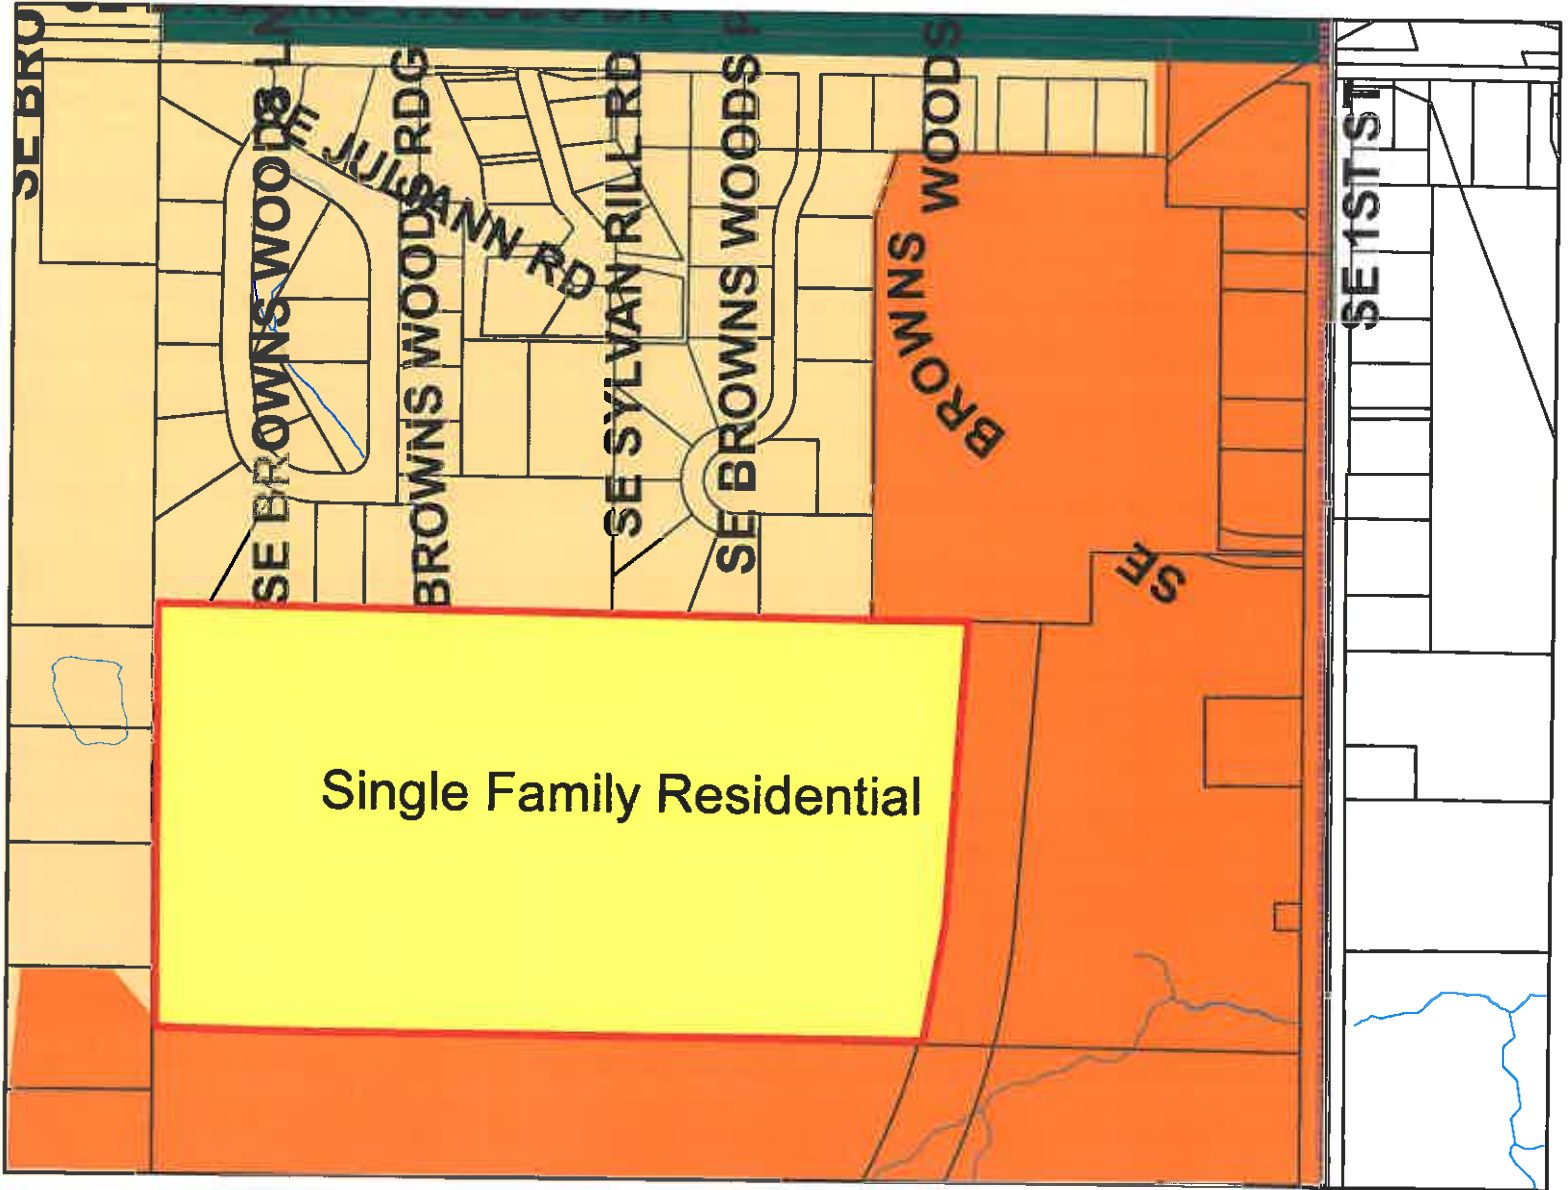 SE BRO
SE BROWNS WOODS LN
SE JULIANN RD
BROWNS WOODS RDG
SE SYLVAN RILL RD
SE BROWNS WOODS P
SE BROWNS WOODS
SE 1ST ST
Single Family Residential